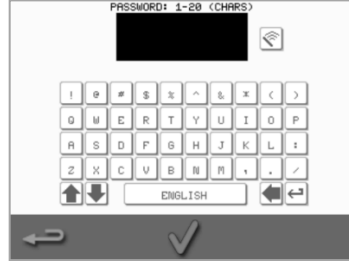 PASSWORD: 1-20 (CHARS)
! @ # $ % ^ & * ( )
Q W E R T Y U I O P
A S D F G H J K L :
Z X C V B N M , . /
ENGLISH